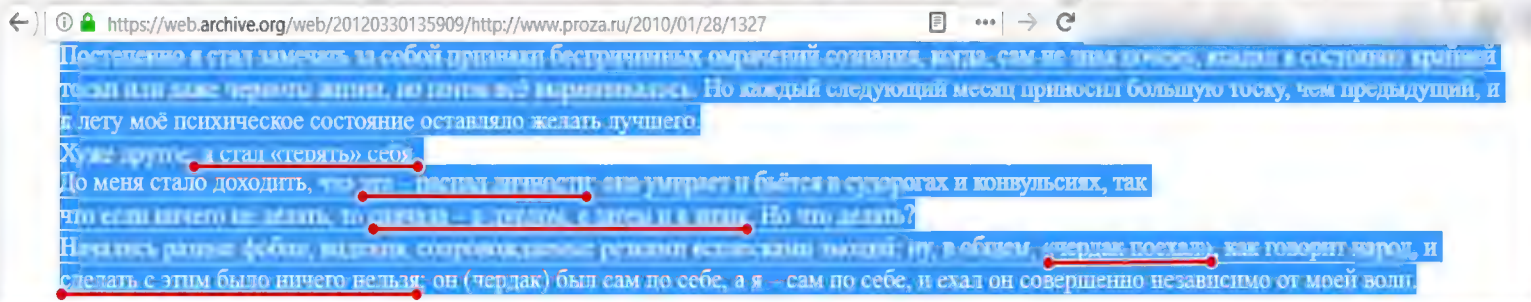 https://web.archive.org/web/20120330135909/http://www.proza.ru/2010/01/28/1327
Постепенно я стал замечать за собой признаки беспричинных омрачений сознания, когда, сам не зная почему, впадал в состояние крайней
тоски или даже черноты жизни, но потом всё выравнивалось. Но каждый следующий месяц приносил большую тоску, чем предыдущий, и
к лету моё психическое состояние оставляло желать лучшего.
Хуже другое: я стал «терять» себя.
До меня стало доходить, что это – распад личности: она умирает и бьётся в судорогах и конвульсиях, так
что если ничего не делать, то сначала – а затем и в Но что делать?
Начались разные фобии, сопровождаемые резкими всплесками эмоций: ну, в общем, «чердак поехал», как говорит народ, и
сделать с этим было ничего нельзя: он (чердак) был сам по себе, а я – сам по себе, и ехал он совершенно независимо от моей воли.